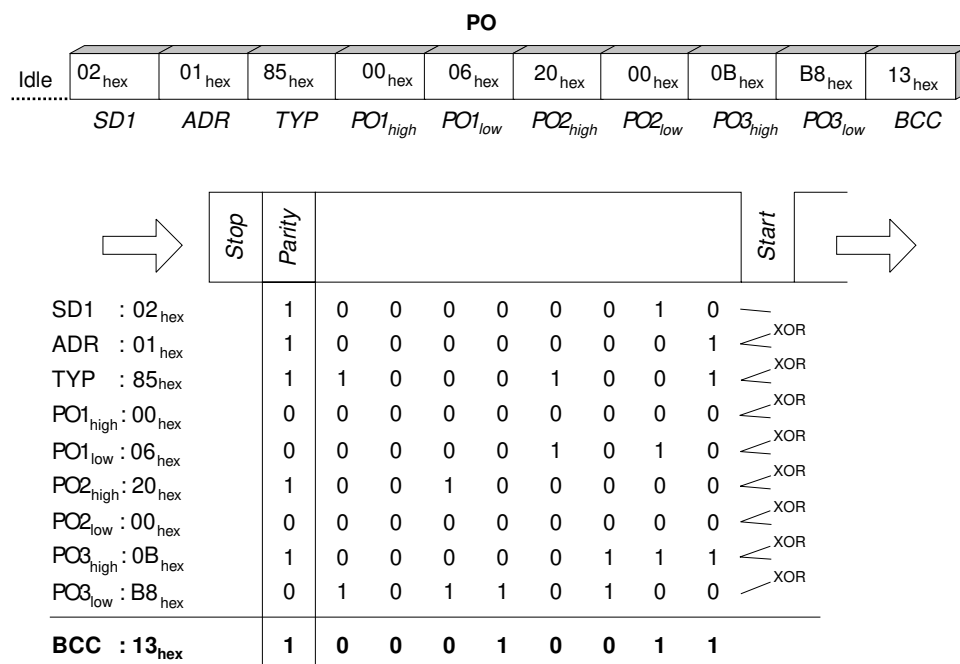 PO
Idle 02hex 01hex 85hex 00hex 06hex 20hex 00hex 0Bhex B8hex 13hex
SD1 ADR TYP PO1high PO1low PO2high PO2low PO3high PO3low BCC
Stop Parity Start
SD1 : 02hex 1 0 0 0 0 0 0 1 0
XOR
ADR : 01hex 1 0 0 0 0 0 0 0 1
XOR
TYP : 85hex 1 1 0 0 0 1 0 0 1
XOR
PO1high : 00hex 0 0 0 0 0 0 0 0 0
XOR
PO1low : 06hex 0 0 0 0 0 1 0 1 0
XOR
PO2high : 20hex 1 0 0 1 0 0 0 0 0
XOR
PO2low : 00hex 0 0 0 0 0 0 0 0 0
XOR
PO3high : 0Bhex 1 0 0 0 0 0 1 1 1
XOR
PO3low : B8hex 0 1 0 1 1 0 1 0 0
BCC : 13hex 1 0 0 0 1 0 0 1 1